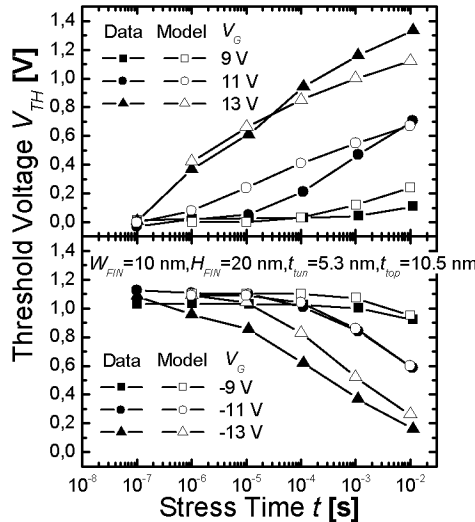 Threshold Voltage V_TH [V]
1,4
1,2
1,0
0,8
0,6
0,4
0,2
0,0
Data Model V_G
9 V
11 V
13 V
1,4
1,2
1,0
0,8
0,6
0,4
0,2
0,0
W_FIN=10 nm, H_FIN=20 nm, t_tun=5.3 nm, t_top=10.5 nm
Data Model V_G
-9 V
-11 V
-13 V
10^-8 10^-7 10^-6 10^-5 10^-4 10^-3 10^-2
Stress Time t [s]